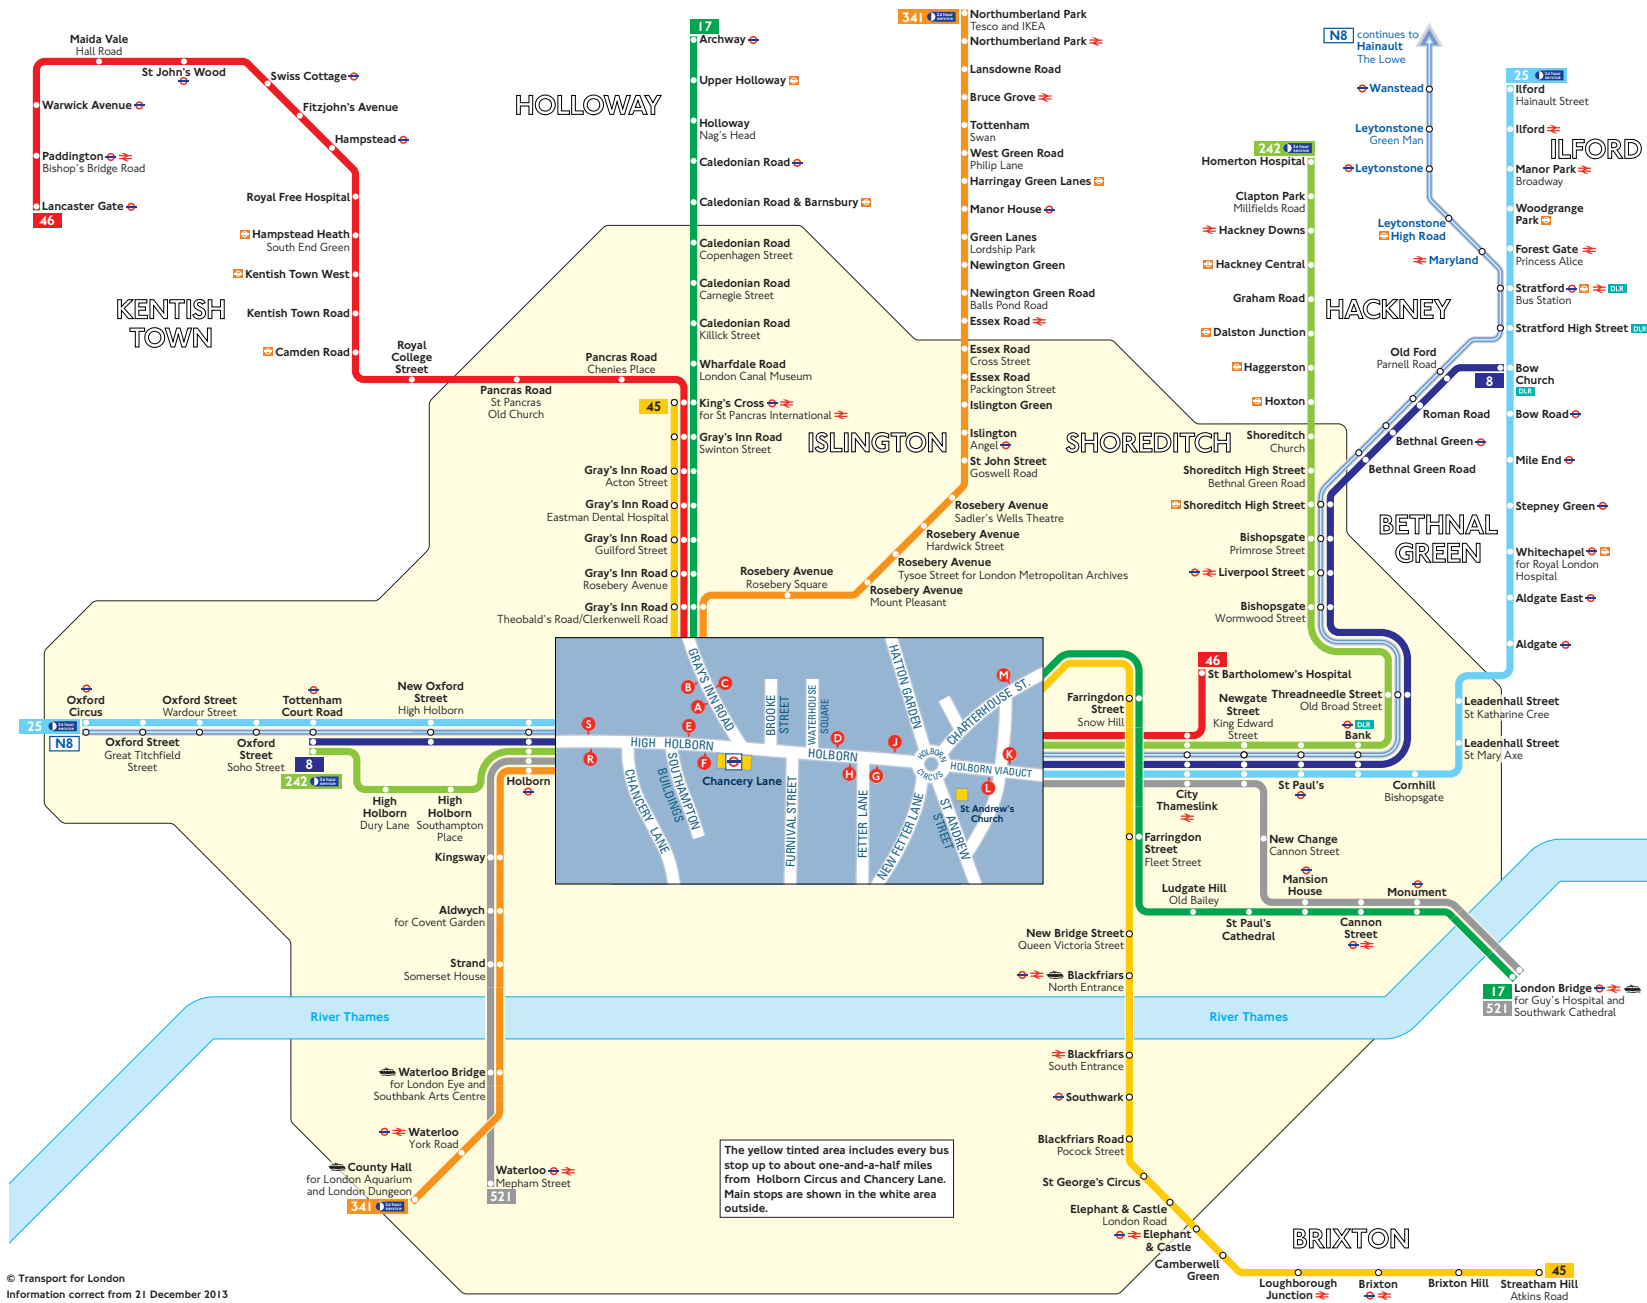 Maida Vale
Hall Road
St John's Wood
Swiss Cottage
Warwick Avenue
Fitzjohn's Avenue
Hampstead
Paddington
Bishop's Bridge Road
Lancaster Gate
46
Royal Free Hospital
Hampstead Heath
South End Green
Kentish Town West
KENTISH
TOWN
Kentish Town Road
Camden Road
Royal
College
Street
Pancras Road
St Pancras
Old Church
Pancras Road
Chenies Place
HOLLOWAY
17
Archway
Upper Holloway
Holloway
Nag's Head
Caledonian Road
Caledonian Road & Barnsbury
Caledonian Road
Copenhagen Street
Caledonian Road
Carnegie Street
Caledonian Road
Killick Street
Wharfdale Road
London Canal Museum
45
King's Cross
for St Pancras International
Gray's Inn Road
Swinton Street
Gray's Inn Road
Acton Street
Gray's Inn Road
Eastman Dental Hospital
Gray's Inn Road
Guilford Street
Gray's Inn Road
Rosebery Avenue
Gray's Inn Road
Theobald's Road/Clerkenwell Road
341 24 hour service
Northumberland Park
Tesco and IKEA
Northumberland Park
Lansdowne Road
Bruce Grove
Tottenham
Swan
West Green Road
Philip Lane
Harringay Green Lanes
Manor House
Green Lanes
Lordship Park
Newington Green
Newington Green Road
Balls Pond Road
Essex Road
Essex Road
Cross Street
Essex Road
Packington Street
Islington Green
ISLINGTON
Islington
Angel
St John Street
Goswell Road
Rosebery Avenue
Sadler's Wells Theatre
Rosebery Avenue
Hardwick Street
Rosebery Avenue
Tysoe Street for London Metropolitan Archives
Rosebery Avenue
Mount Pleasant
Rosebery Avenue
Rosebery Square
242 24 hour service
Homerton Hospital
Clapton Park
Millfields Road
Hackney Downs
Hackney Central
Graham Road
HACKNEY
Dalston Junction
Haggerston
Hoxton
SHOREDITCH
Shoreditch
Church
Shoreditch High Street
Bethnal Green Road
Shoreditch High Street
Bishopsgate
Primrose Street
Liverpool Street
Bishopsgate
Wormwood Street
Threadneedle Street
Old Broad Street
DLR
Bank
N8 continues to
Hainault
The Lowe
Wanstead
Leytonstone
Green Man
Leytonstone
Leytonstone
High Road
Maryland
Old Ford
Parnell Road
8
Roman Road
Bethnal Green
Bethnal Green Road
BETHNAL
GREEN
25 24 hour service
Ilford
Hainault Street
Ilford
ILFORD
Manor Park
Broadway
Woodgrange
Park
Forest Gate
Princess Alice
Stratford DLR
Bus Station
Stratford High Street DLR
Bow
Church
DLR
Bow Road
Mile End
Stepney Green
Whitechapel
for Royal London
Hospital
Aldgate East
Aldgate
Leadenhall Street
St Katharine Cree
Leadenhall Street
St Mary Axe
Cornhill
Bishopsgate
46
St Bartholomew's Hospital
Newgate
Street
King Edward
Street
St Paul's
City
Thameslink
Farringdon
Street
Snow Hill
Farringdon
Street
Fleet Street
New Change
Cannon Street
Mansion
House
Monument
Ludgate Hill
Old Bailey
St Paul's
Cathedral
Cannon
Street
17
521
London Bridge
for Guy's Hospital and
Southwark Cathedral
New Bridge Street
Queen Victoria Street
Blackfriars
North Entrance
River Thames
River Thames
Blackfriars
South Entrance
Southwark
Blackfriars Road
Pocock Street
St George's Circus
Elephant & Castle
London Road
Elephant
& Castle
Camberwell
Green
Loughborough
Junction
Brixton
Brixton Hill
Streatham Hill
Atkins Road
45
BRIXTON
Oxford
Circus
25 24 hour service
N8
Oxford Street
Great Titchfield
Street
Oxford Street
Wardour Street
Oxford
Street
Soho Street
Tottenham
Court Road
8
242 24 hour service
New Oxford
Street
High Holborn
High
Holborn
Dury Lane
High
Holborn
Southampton
Place
Holborn
Kingsway
Aldwych
for Covent Garden
Strand
Somerset House
Waterloo Bridge
for London Eye and
Southbank Arts Centre
Waterloo
York Road
County Hall
for London Aquarium
and London Dungeon
341 24 hour service
Waterloo
Mepham Street
521
GRAY'S INN ROAD
HATTON GARDEN
BROOKE
STREET
WATERHOUSE
SQUARE
CHARTERHOUSE ST.
HIGH HOLBORN
HOLBORN
HOLBORN
CIRCUS
HOLBORN VIADUCT
CHANCERY LANE
SOUTHAMPTON
BUILDINGS
Chancery Lane
FURNIVAL STREET
FETTER LANE
NEW FETTER LANE
ST ANDREW
STREET
St Andrew's
Church
A
B
C
D
E
F
G
H
J
K
L
M
R
S
The yellow tinted area includes every bus
stop up to about one-and-a-half miles
from Holborn Circus and Chancery Lane.
Main stops are shown in the white area
outside.
© Transport for London
Information correct from 21 December 2013